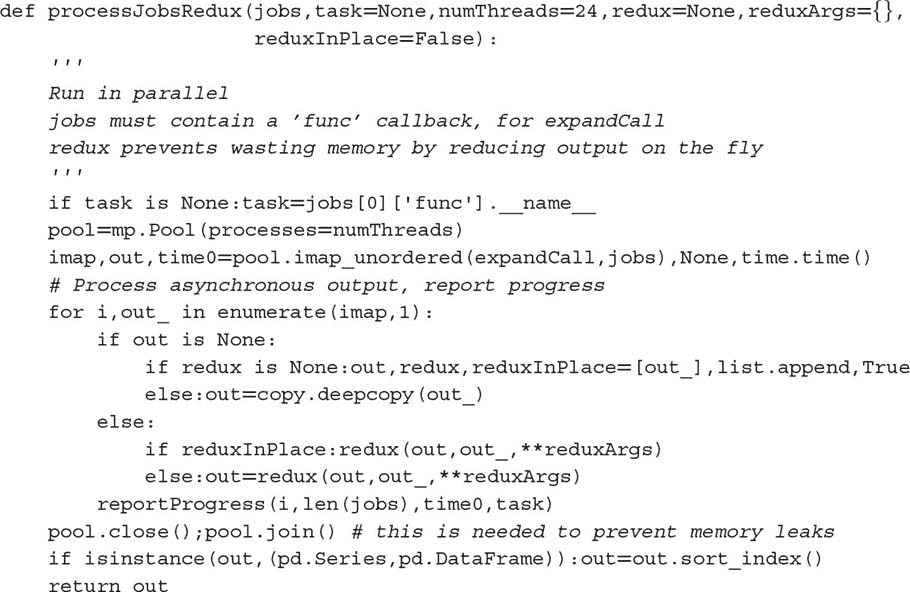 def processJobsRedux(jobs,task=None,numThreads=24,redux=None,reduxArgs={},
                     reduxInPlace=False):
    '''
    Run in parallel
    jobs must contain a ’func’ callback, for expandCall
    redux prevents wasting memory by reducing output on the fly
    '''
    if task is None:task=jobs[0]['func'].__name__
    pool=mp.Pool(processes=numThreads)
    imap,out,time0=pool.imap_unordered(expandCall,jobs),None,time.time()
    # Process asynchronous output, report progress
    for i,out_ in enumerate(imap,1):
        if out is None:
            if redux is None:out,redux,reduxInPlace=[out_],list.append,True
            else:out=copy.deepcopy(out_)
        else:
            if reduxInPlace:redux(out,out_,**reduxArgs)
            else:out=redux(out,out_,**reduxArgs)
        reportProgress(i,len(jobs),time0,task)
    pool.close();pool.join() # this is needed to prevent memory leaks
    if isinstance(out,(pd.Series,pd.DataFrame)):out=out.sort_index()
    return out